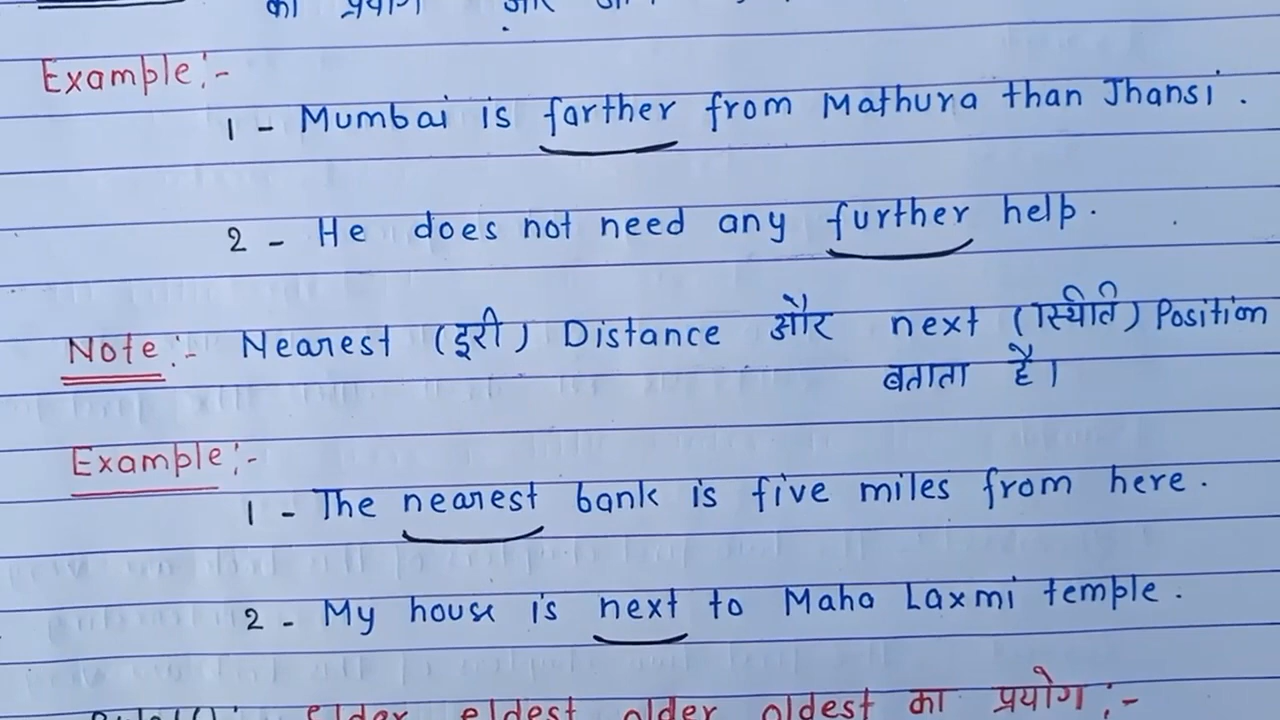 का प्रयोग और
Example :-
1 - Mumbai is farther from Mathura than Jhansi.
2 - He does not need any further help.
Note :- Nearest (दूरी) Distance और next (स्थिति) Position
बताता है।
Example :-
1 - The nearest bank is five miles from here.
2 - My house is next to Maha Laxmi temple.
elder eldest older oldest का प्रयोग :-